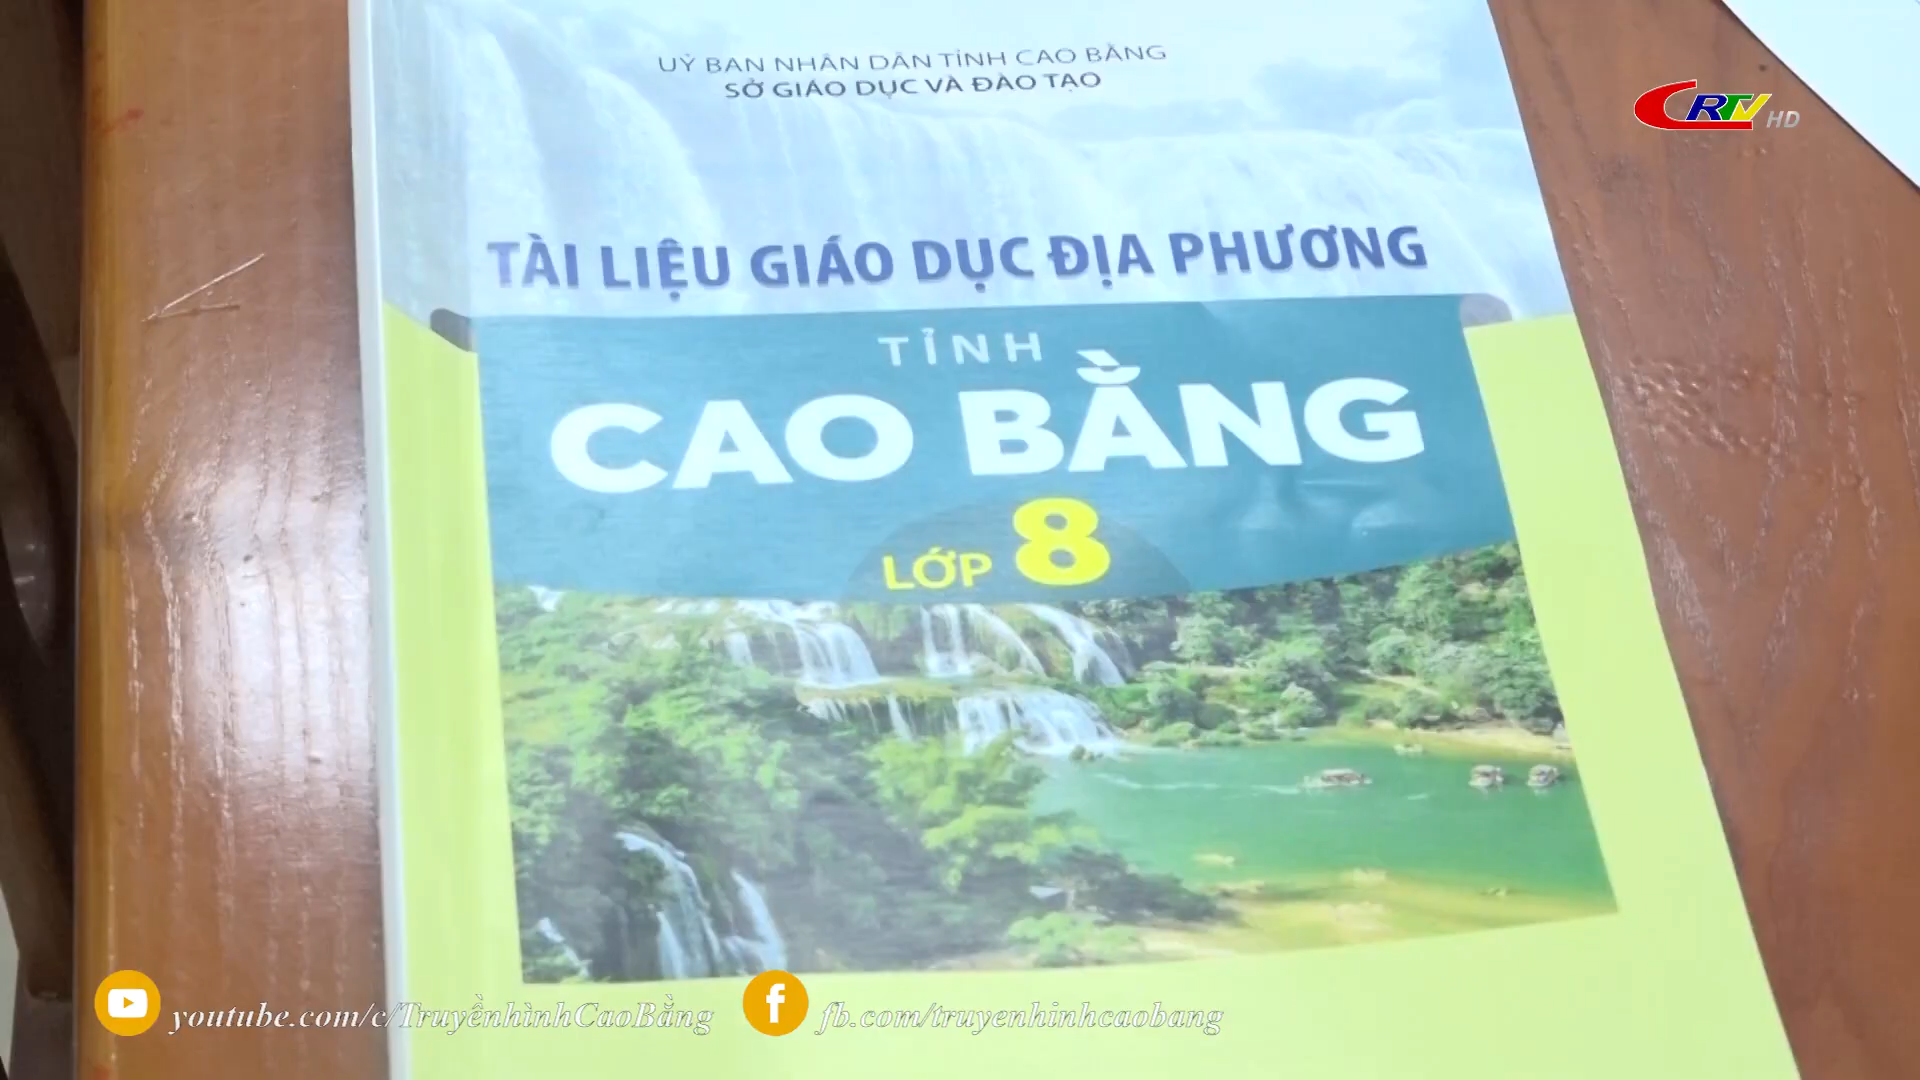 UỶ BAN NHÂN DÂN TỈNH CAO BẰNG
SỞ GIÁO DỤC VÀ ĐÀO TẠO
CRTV HD
TÀI LIỆU GIÁO DỤC ĐỊA PHƯƠNG
TỈNH
CAO BẰNG
LỚP 8
youtube.com/c/TruyềnhìnhCaoBằng
fb.com/truyenhinhcaobang